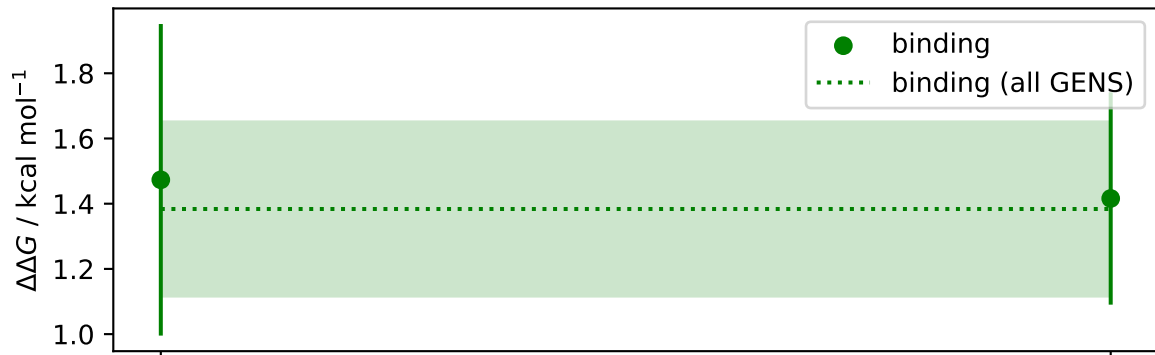 binding
binding (all GENS)
ΔΔG / kcal mol⁻¹
1.8
1.6
1.4
1.2
1.0